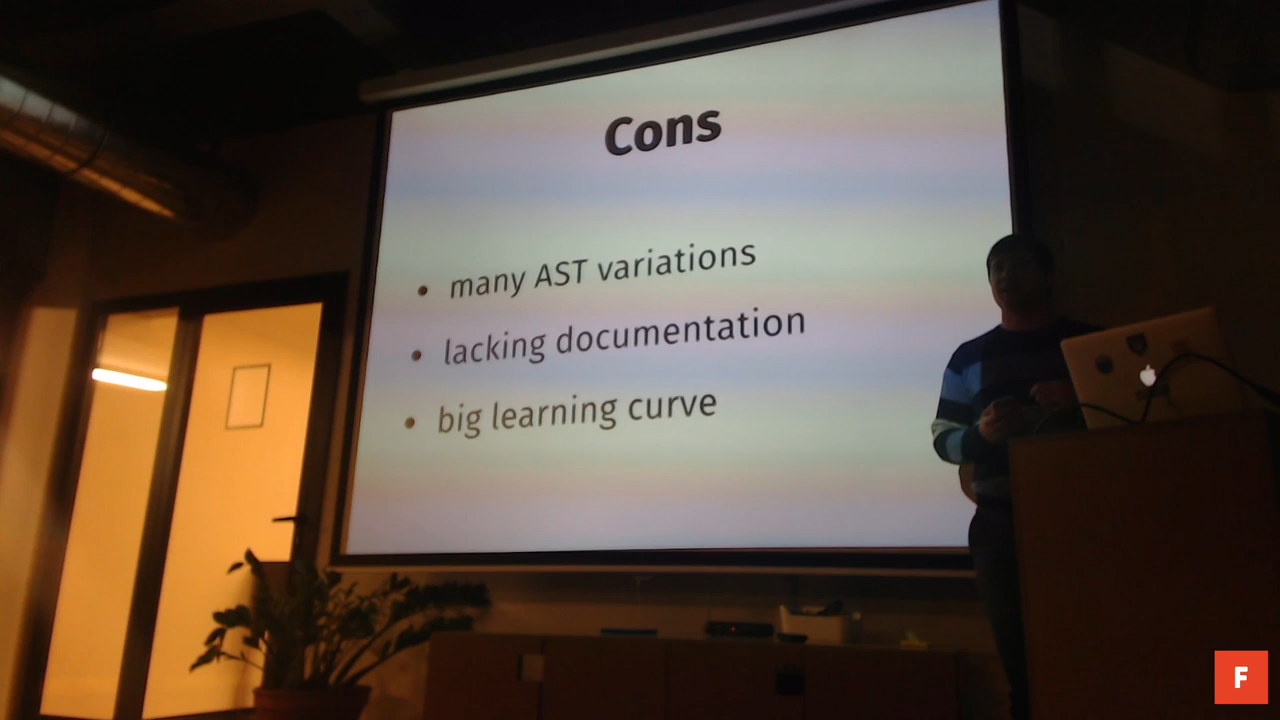 Cons
• many AST variations
• lacking documentation
• big learning curve
F